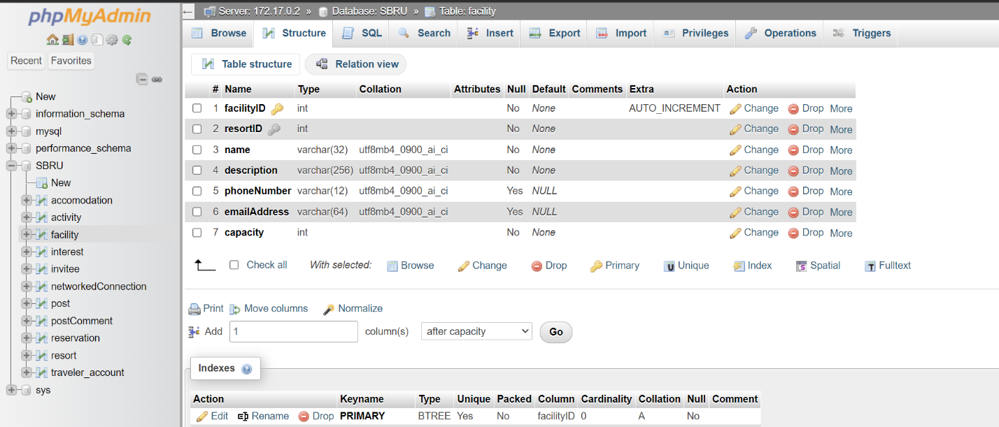 phpMyAdmin
Recent Favorites
New
information_schema
mysql
performance_schema
SBRU
New
accomodation
activity
facility
interest
invitee
networkedConnection
post
postComment
reservation
resort
traveler_account
sys
Server: 172.17.0.2 » Database: SBRU » Table: facility
Browse Structure SQL Search Insert Export Import Privileges Operations Triggers
Table structure Relation view
# Name Type Collation Attributes Null Default Comments Extra Action
1 facilityID int No None AUTO_INCREMENT Change Drop More
2 resortID int No None Change Drop More
3 name varchar(32) utf8mb4_0900_ai_ci No None Change Drop More
4 description varchar(256) utf8mb4_0900_ai_ci No None Change Drop More
5 phoneNumber varchar(12) utf8mb4_0900_ai_ci Yes NULL Change Drop More
6 emailAddress varchar(64) utf8mb4_0900_ai_ci Yes NULL Change Drop More
7 capacity int No None Change Drop More
Check all With selected: Browse Change Drop Primary Unique Index Spatial Fulltext
Print Move columns Normalize
Add 1 column(s) after capacity Go
Indexes
Action Keyname Type Unique Packed Column Cardinality Collation Null Comment
Edit Rename Drop PRIMARY BTREE Yes No facilityID 0 A No